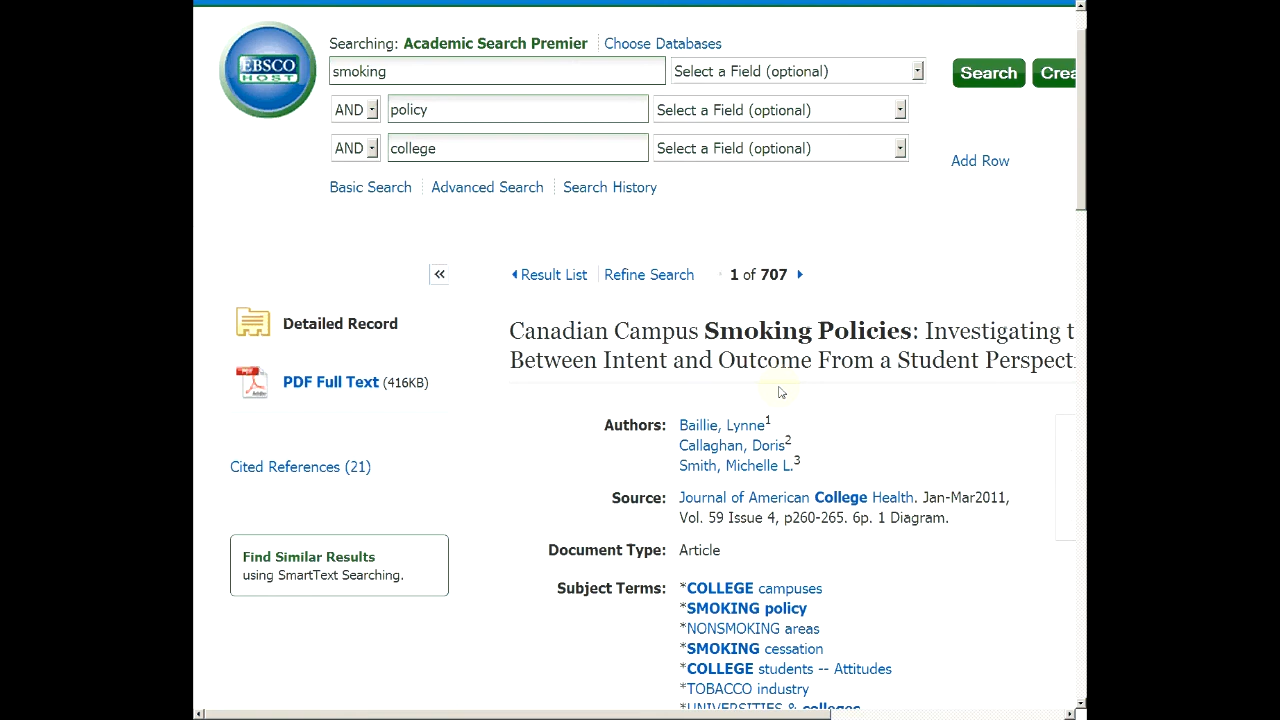 Searching: Academic Search Premier Choose Databases
EBSCO
HOST
smoking Select a Field (optional) Search Crea
AND policy Select a Field (optional)
AND college Select a Field (optional)
Add Row
Basic Search Advanced Search Search History
« Result List Refine Search 1 of 707
Detailed Record
PDF Full Text (416KB)
Cited References (21)
Find Similar Results
using SmartText Searching.
Canadian Campus Smoking Policies: Investigating t
Between Intent and Outcome From a Student Perspecti
Authors: Baillie, Lynne1
Callaghan, Doris2
Smith, Michelle L.3
Source: Journal of American College Health. Jan-Mar2011,
Vol. 59 Issue 4, p260-265. 6p. 1 Diagram.
Document Type: Article
Subject Terms: *COLLEGE campuses
*SMOKING policy
*NONSMOKING areas
*SMOKING cessation
*COLLEGE students -- Attitudes
*TOBACCO industry
*UNIVERSITIES & colleges